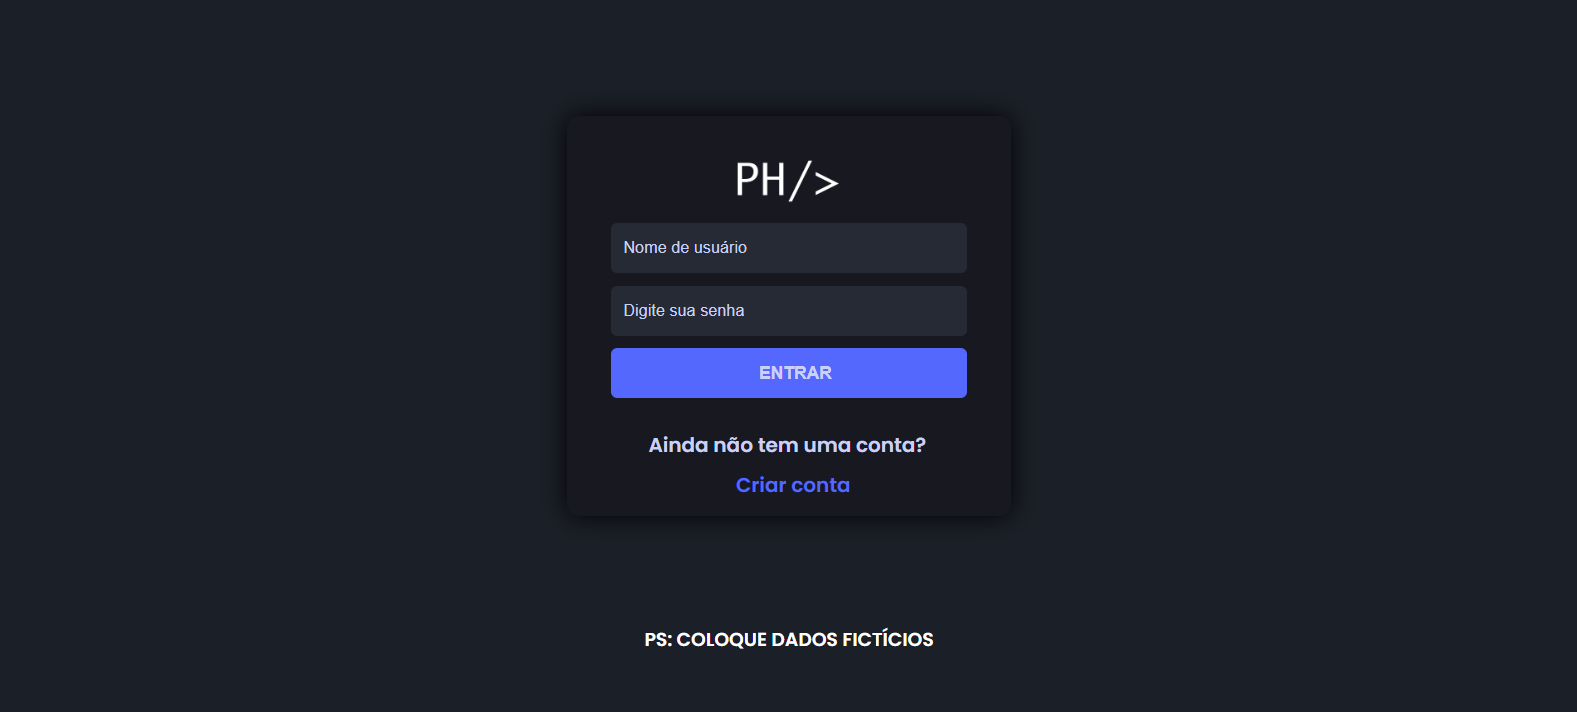 PH/>
Nome de usuário
Digite sua senha
ENTRAR
Ainda não tem uma conta?
Criar conta
PS: COLOQUE DADOS FICTÍCIOS